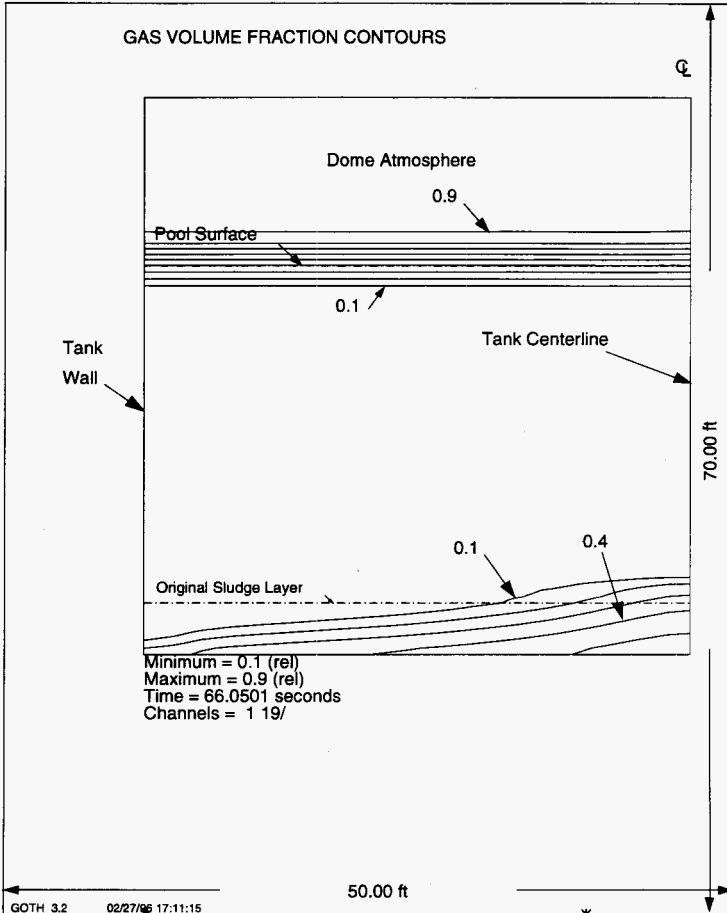 GAS VOLUME FRACTION CONTOURS
℄
Dome Atmosphere
0.9
Pool Surface
0.1
Tank Centerline
Tank
Wall
70.00 ft
0.1
0.4
Original Sludge Layer
Minimum = 0.1 (rel)
Maximum = 0.9 (rel)
Time = 66.0501 seconds
Channels = 1 19/
50.00 ft
GOTH 3.2 02/27/96 17:11:15